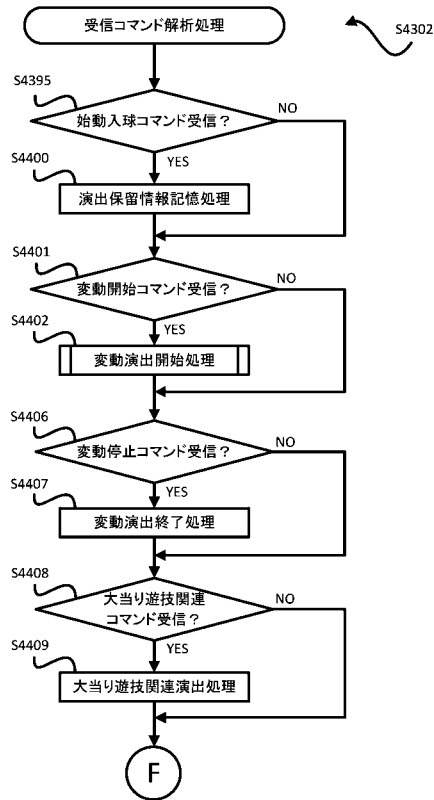 受信コマンド解析処理
S4302
S4395
始動入球コマンド受信？
NO
YES
S4400
演出保留情報記憶処理
S4401
変動開始コマンド受信？
NO
YES
S4402
変動演出開始処理
S4406
変動停止コマンド受信？
NO
YES
S4407
変動演出終了処理
S4408
大当り遊技関連
コマンド受信？
NO
YES
S4409
大当り遊技関連演出処理
F